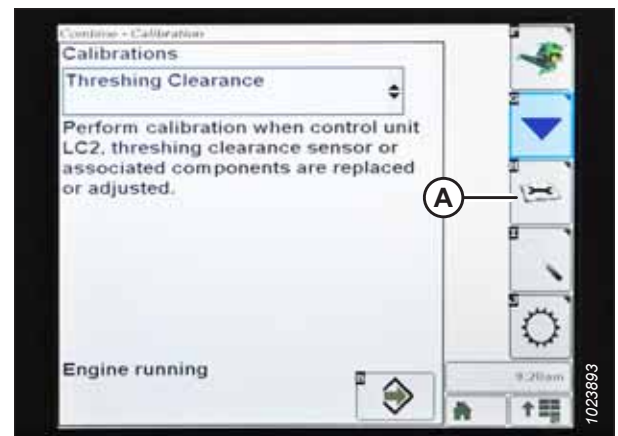 Combine - Calibration
Calibrations
Threshing Clearance
Perform calibration when control unit
LC2, threshing clearance sensor or
associated components are replaced
or adjusted.
A
Engine running
9:20am
1023893